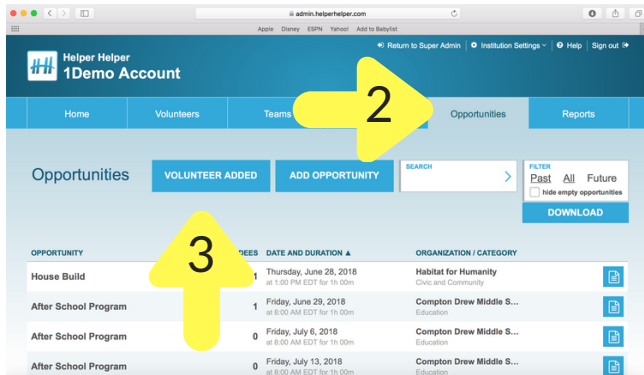 admin.helperhelper.com
Apple Disney ESPN Yahoo! Add to Babylist
Return to Super Admin Institution Settings Help Sign out
Helper Helper
1Demo Account
Home Volunteers Teams 2 Opportunities Reports
Opportunities VOLUNTEER ADDED ADD OPPORTUNITY SEARCH FILTER
Past All Future
hide empty opportunities
DOWNLOAD
3
OPPORTUNITY DATE AND DURATION ▲ ORGANIZATION / CATEGORY
House Build 1 Thursday, June 28, 2018 Habitat for Humanity
at 1:00 PM EDT for 1h 00m Civic and Community
After School Program 1 Friday, June 29, 2018 Compton Drew Middle S...
at 8:00 AM EDT for 1h 00m Education
After School Program 0 Friday, July 6, 2018 Compton Drew Middle S...
at 8:00 AM EDT for 1h 00m Education
After School Program 0 Friday, July 13, 2018 Compton Drew Middle S...
at 8:00 AM EDT for 1h 00m Education